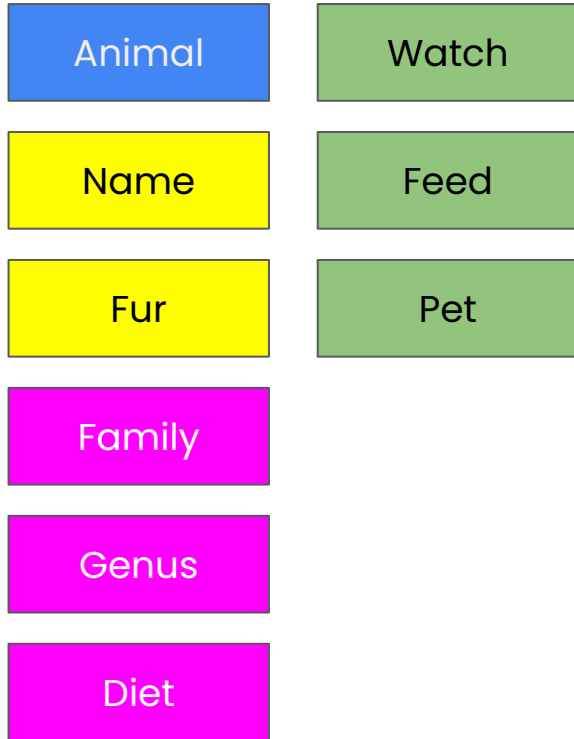 Animal
Watch
Name
Feed
Fur
Pet
Family
Genus
Diet